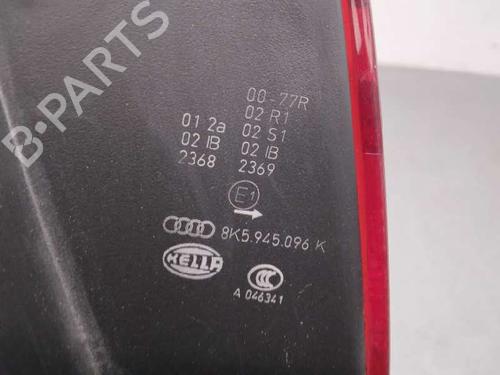 B-PARTS
00-77R
02 R1
01 2a 02 S1
02 IB 02 IB
2368 2369
E1
8K5.945.096 K
HELLA
CCC
A 046341